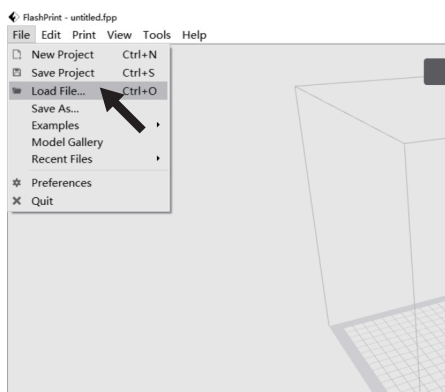 FlashPrint - untitled.fpp
File Edit Print View Tools Help
New Project Ctrl+N
Save Project Ctrl+S
Load File... Ctrl+O
Save As...
Examples
Model Gallery
Recent Files
Preferences
Quit